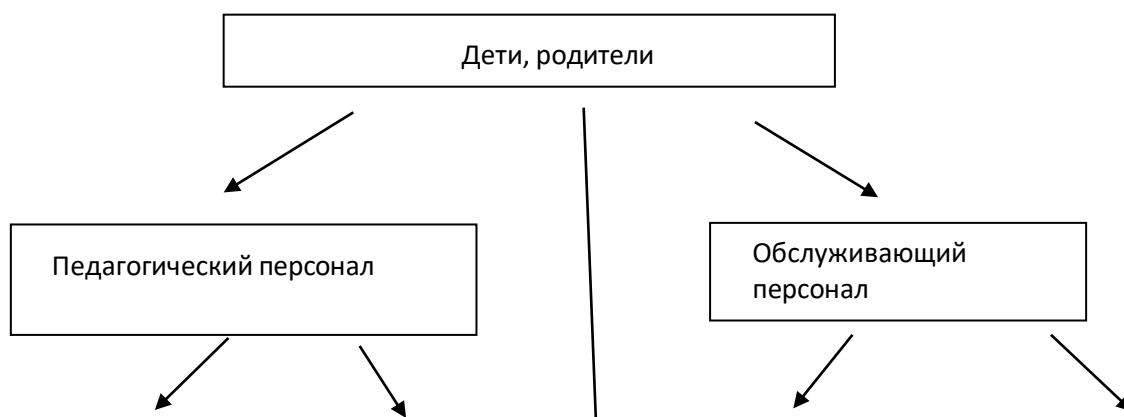 Дети, родители
Педагогический персонал
Обслуживающий
персонал